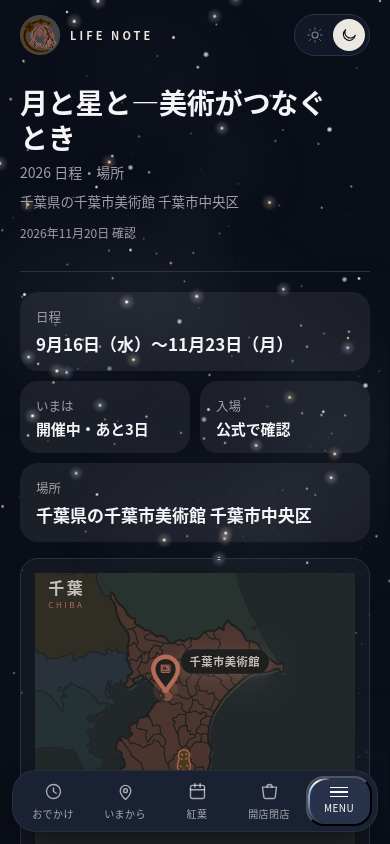 LIFE NOTE
月と星と―美術がつなぐ
とき
2026 日程・場所
千葉県の千葉市美術館 千葉市中央区
2026年11月20日 確認
日程
9月16日（水）〜11月23日（月）
いまは
開催中・あと3日
入場
公式で確認
場所
千葉県の千葉市美術館 千葉市中央区
千葉
CHIBA
千葉市美術館
おでかけ
いまから
紅葉
開店閉店
MENU